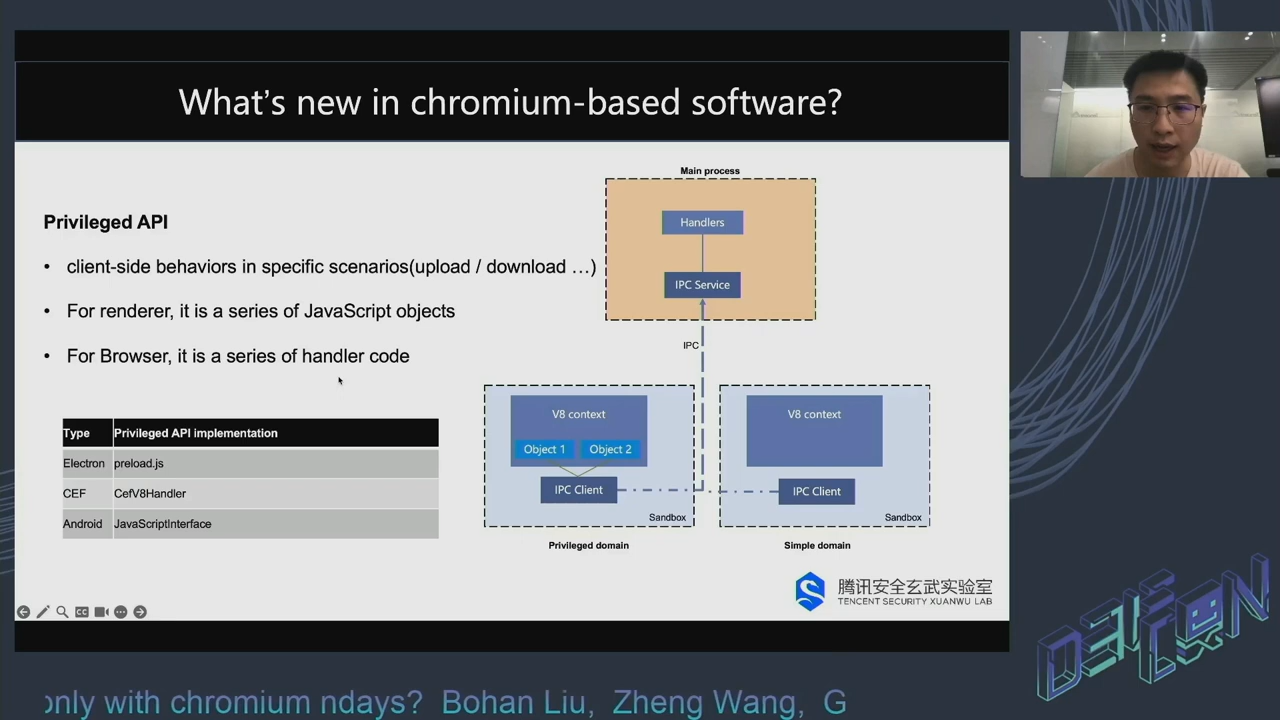 What's new in chromium-based software?
Privileged API
• client-side behaviors in specific scenarios(upload / download ...)
• For renderer, it is a series of JavaScript objects
• For Browser, it is a series of handler code
Type Privileged API implementation
Electron preload.js
CEF CefV8Handler
Android JavaScriptInterface
Main process
Handlers
IPC Service
IPC
V8 context
Object 1 Object 2
IPC Client
Sandbox
Privileged domain
V8 context
IPC Client
Sandbox
Simple domain
腾讯安全玄武实验室
TENCENT SECURITY XUANWU LAB
CC
DEFCON
only with chromium ndays? Bohan Liu, Zheng Wang, G